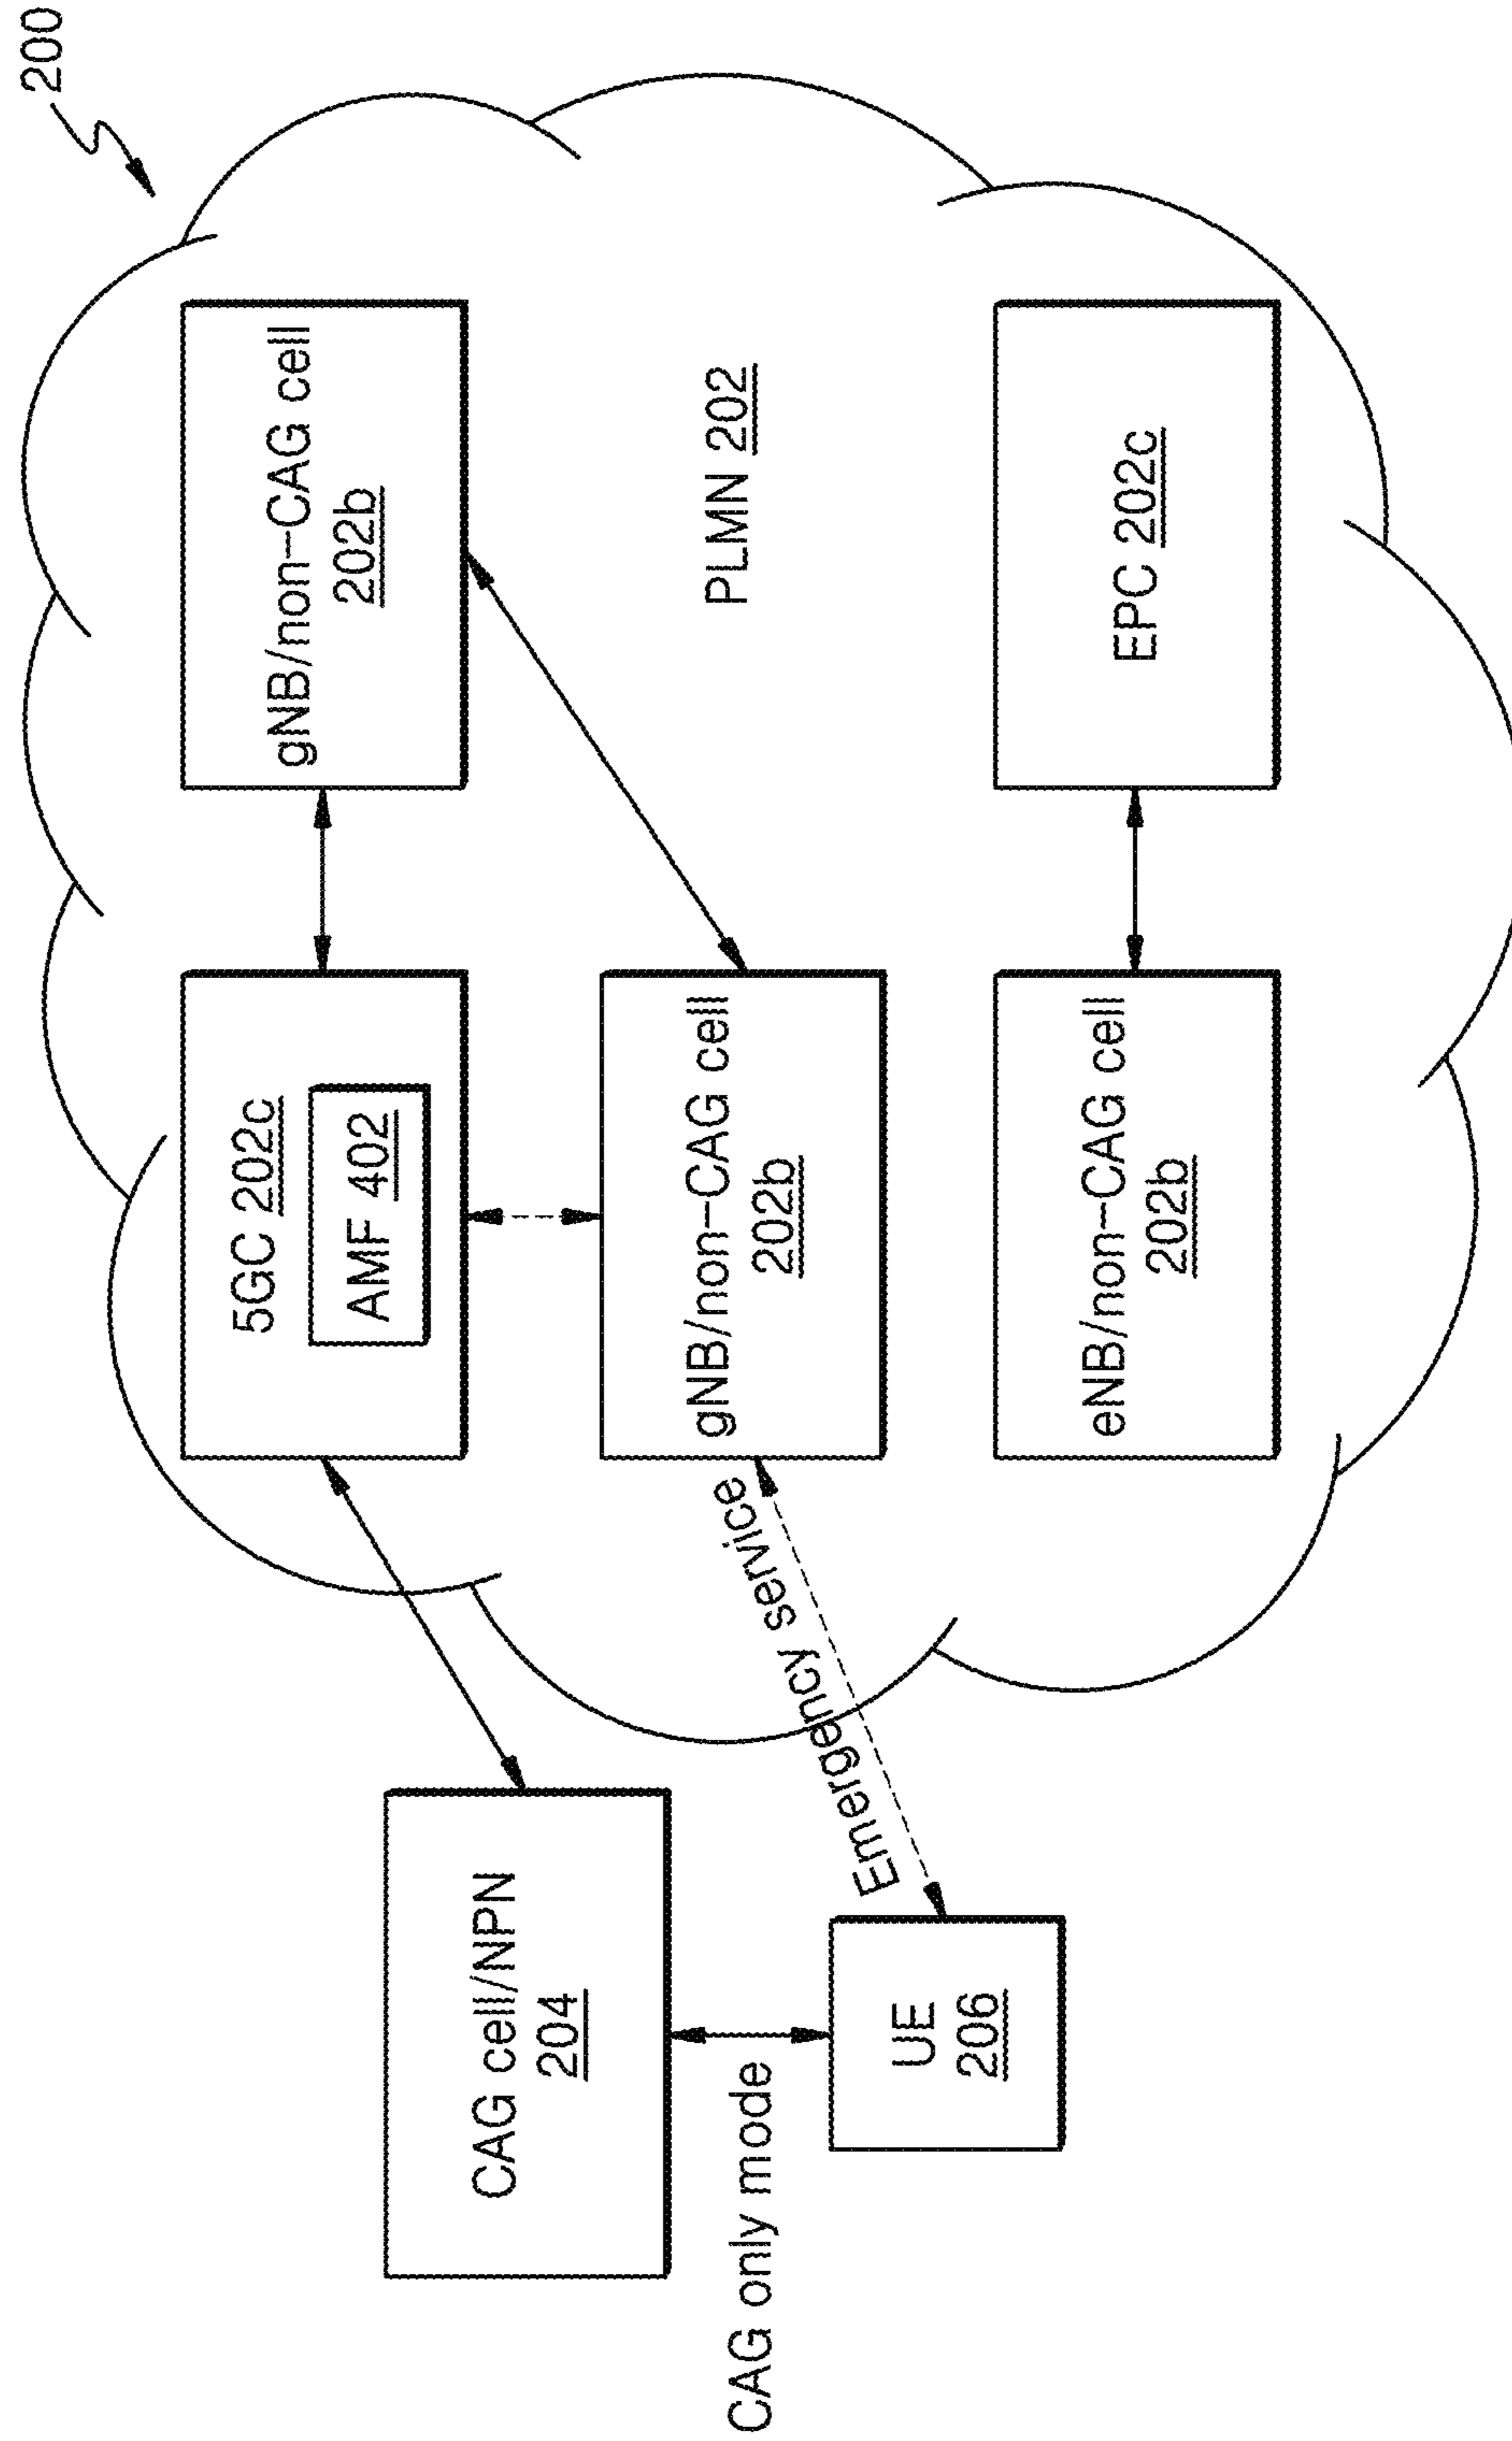 200
5GC 202c
AMF 402
gNB/non-CAG cell
202b
CAG cell/NPN
204
gNB/non-CAG cell
202b
PLMN 202
Emergency service
CAG only mode
UE
206
eNB/non-CAG cell
202b
EPC 202c